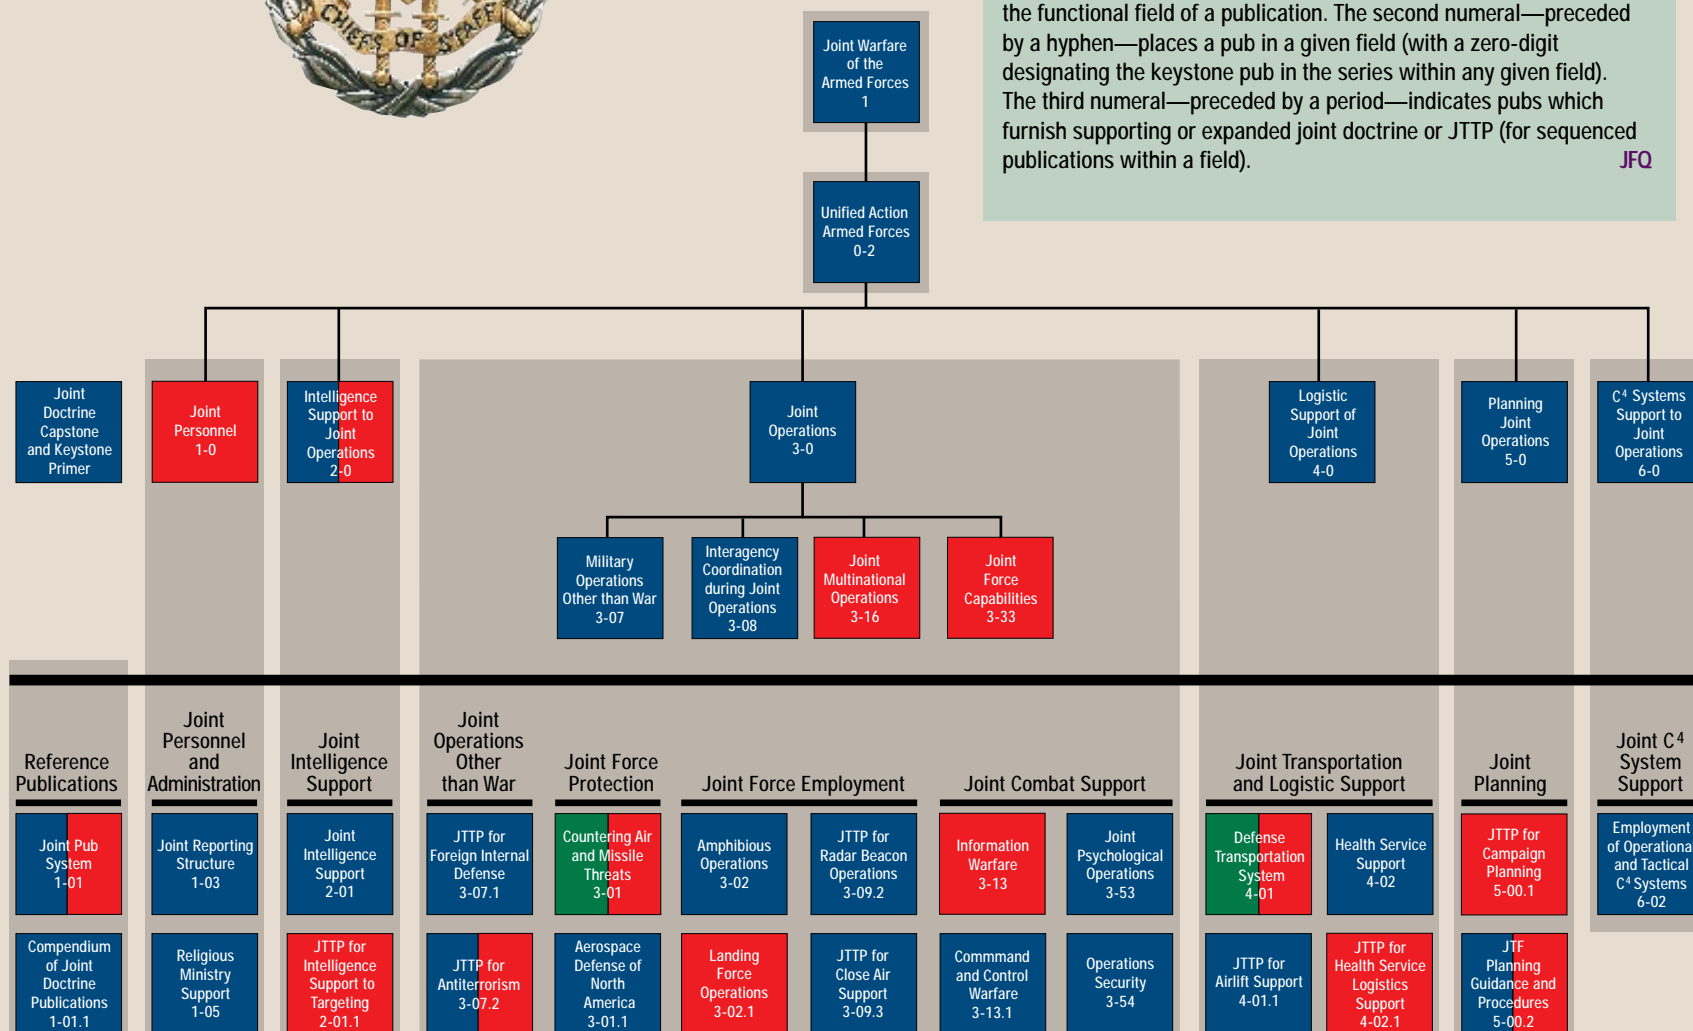 CHIEFS OF STAFF
the functional field of a publication. The second numeral—preceded
by a hyphen—places a pub in a given field (with a zero-digit
designating the keystone pub in the series within any given field).
The third numeral—preceded by a period—indicates pubs which
furnish supporting or expanded joint doctrine or JTTP (for sequenced
publications within a field).
JFQ
Joint Warfare
of the
Armed Forces
1
Unified Action
Armed Forces
0-2
Joint
Doctrine
Capstone
and Keystone
Primer
Joint
Personnel
1-0
Intelligence
Support to
Joint
Operations
2-0
Joint
Operations
3-0
Logistic
Support of
Joint
Operations
4-0
Planning
Joint
Operations
5-0
C⁴ Systems
Support to
Joint
Operations
6-0
Military
Operations
Other than War
3-07
Interagency
Coordination
during Joint
Operations
3-08
Joint
Multinational
Operations
3-16
Joint
Force
Capabilities
3-33
Reference
Publications
Joint
Personnel
and
Administration
Joint
Intelligence
Support
Joint
Operations
Other
than War
Joint Force
Protection
Joint Force Employment
Joint Combat Support
Joint Transportation
and Logistic Support
Joint
Planning
Joint C⁴
System
Support
Joint Pub
System
1-01
Joint Reporting
Structure
1-03
Joint
Intelligence
Support
2-01
JTTP for
Foreign Internal
Defense
3-07.1
Countering Air
and Missile
Threats
3-01
Amphibious
Operations
3-02
JTTP for
Radar Beacon
Operations
3-09.2
Information
Warfare
3-13
Joint
Psychological
Operations
3-53
Defense
Transportation
System
4-01
Health Service
Support
4-02
JTTP for
Campaign
Planning
5-00.1
Employment
of Operational
and Tactical
C⁴ Systems
6-02
Compendium
of Joint
Doctrine
Publications
1-01.1
Religious
Ministry
Support
1-05
JTTP for
Intelligence
Support to
Targeting
2-01.1
JTTP for
Antiterrorism
3-07.2
Aerospace
Defense of
North
America
3-01.1
Landing
Force
Operations
3-02.1
JTTP for
Close Air
Support
3-09.3
Commmand
and Control
Warfare
3-13.1
Operations
Security
3-54
JTTP for
Airlift Support
4-01.1
JTTP for
Health Service
Logistics
Support
4-02.1
JTF
Planning
Guidance and
Procedures
5-00.2